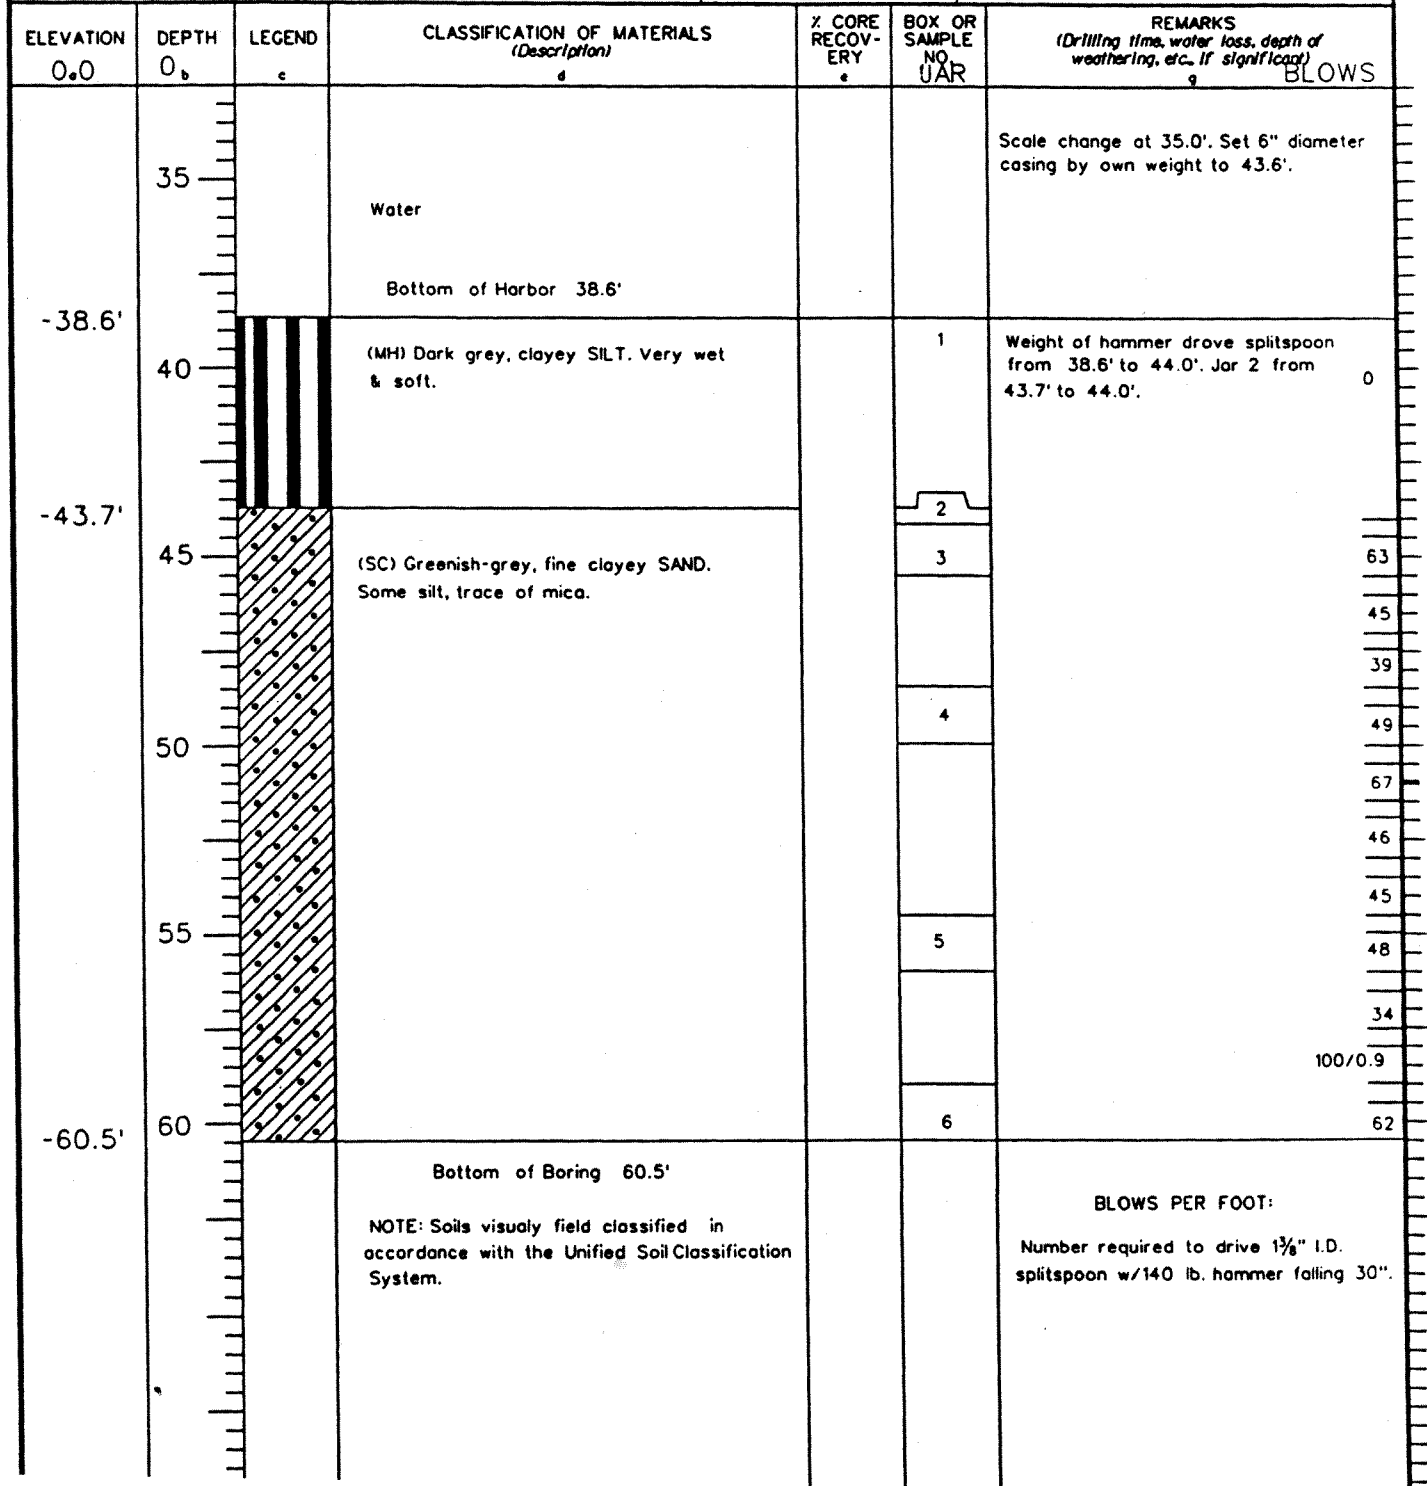 ELEVATION
0.0
a
DEPTH
0
b
LEGEND
c
CLASSIFICATION OF MATERIALS
(Description)
d
% CORE
RECOV-
ERY
e
BOX OR
SAMPLE
NO.
JAR
REMARKS
(Drilling time, water loss, depth of
weathering, etc., if significant)
g
BLOWS
Scale change at 35.0'. Set 6" diameter
casing by own weight to 43.6'.
35
Water
Bottom of Harbor 38.6'
-38.6'
1
Weight of hammer drove splitspoon
from 38.6' to 44.0'. Jar 2 from
43.7' to 44.0'.
0
(MH) Dark grey, clayey SILT. Very wet
& soft.
40
-43.7'
2
45
(SC) Greenish-grey, fine clayey SAND.
Some silt, trace of mica.
3
63
45
39
4
49
50
67
46
45
55
5
48
34
100/0.9
60
6
62
-60.5'
Bottom of Boring 60.5'
NOTE: Soils visualy field classified in
accordance with the Unified Soil Classification
System.
BLOWS PER FOOT:
Number required to drive 1⅜" I.D.
splitspoon w/140 lb. hammer falling 30".